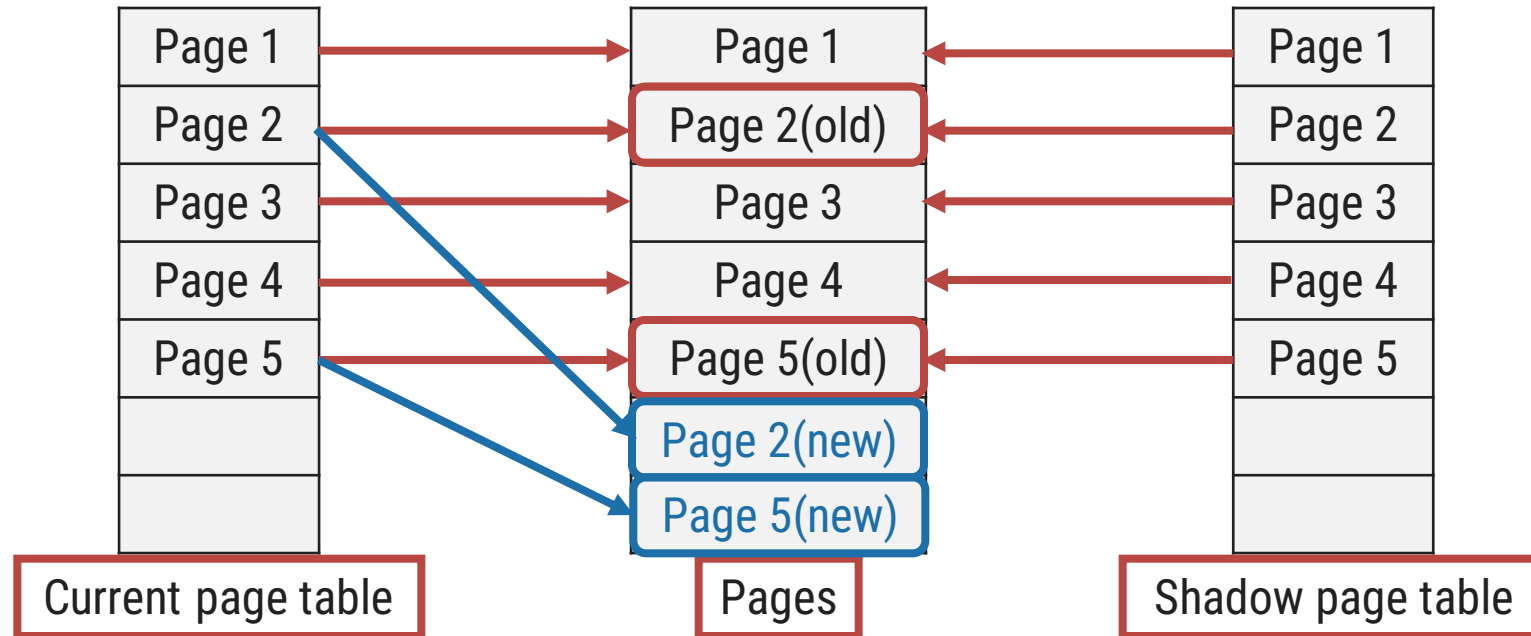 Page 1
Page 2
Page 3
Page 4
Page 5
Current page table
Page 1
Page 2(old)
Page 3
Page 4
Page 5(old)
Page 2(new)
Page 5(new)
Pages
Page 1
Page 2
Page 3
Page 4
Page 5
Shadow page table